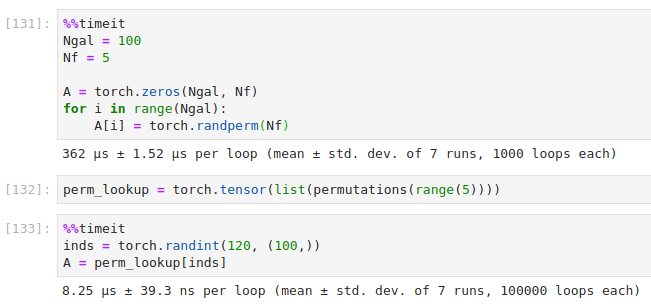 [131]: %%timeit
Ngal = 100
Nf = 5
A = torch.zeros(Ngal, Nf)
for i in range(Ngal):
    A[i] = torch.randperm(Nf)
362 µs ± 1.52 µs per loop (mean ± std. dev. of 7 runs, 1000 loops each)
[132]: perm_lookup = torch.tensor(list(permutations(range(5))))
[133]: %%timeit
inds = torch.randint(120, (100,))
A = perm_lookup[inds]
8.25 µs ± 39.3 ns per loop (mean ± std. dev. of 7 runs, 100000 loops each)